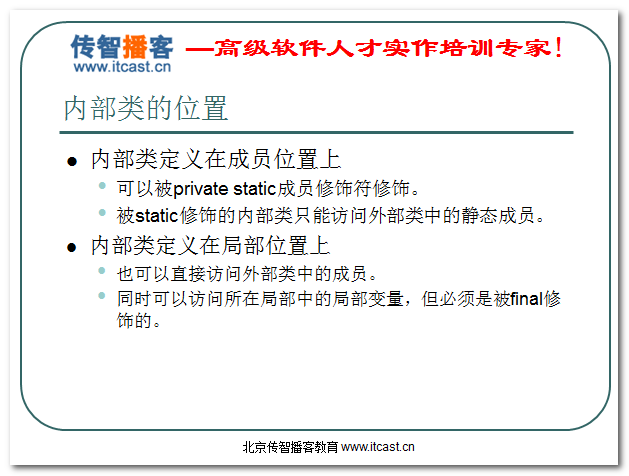 传智播客 —高级软件人才实作培训专家!
www.itcast.cn
内部类的位置
● 内部类定义在成员位置上
• 可以被private static成员修饰符修饰。
• 被static修饰的内部类只能访问外部类中的静态成员。
● 内部类定义在局部位置上
• 也可以直接访问外部类中的成员。
• 同时可以访问所在局部中的局部变量，但必须是被final修
饰的。
北京传智播客教育 www.itcast.cn